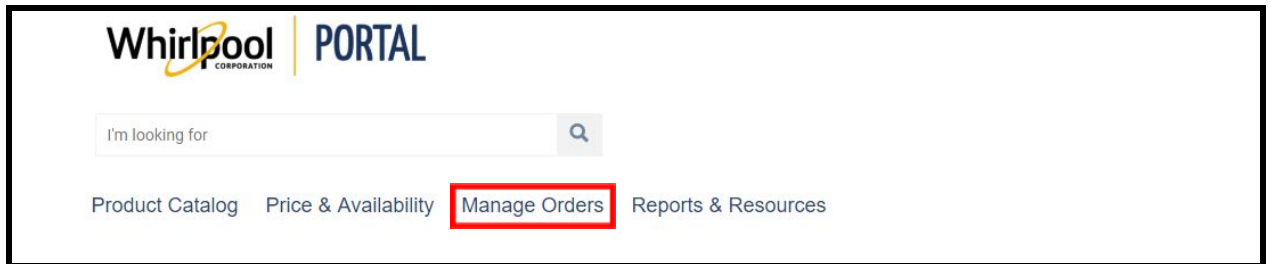 Whirlpool PORTAL
CORPORATION
I'm looking for
Product Catalog Price & Availability Manage Orders Reports & Resources